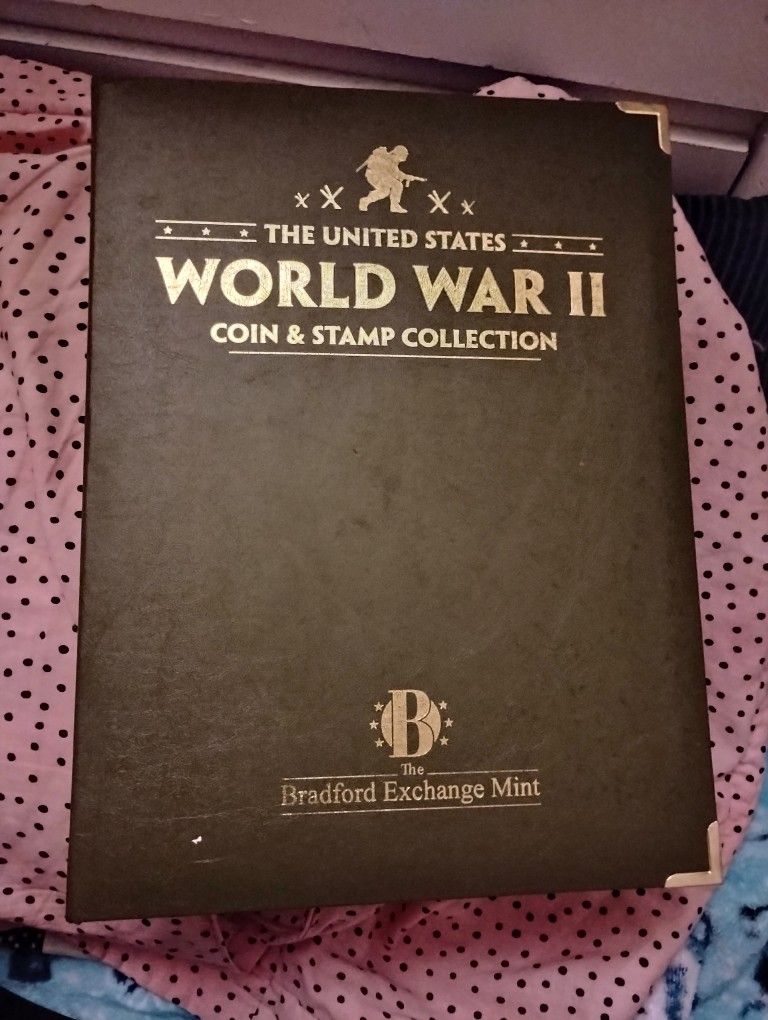 THE UNITED STATES
WORLD WAR II
COIN & STAMP COLLECTION
B
The
Bradford Exchange Mint